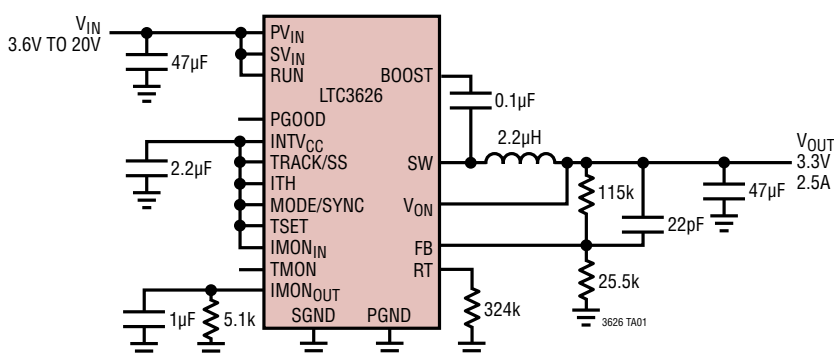 VIN
3.6V TO 20V
47µF
PVIN
SVIN
RUN
PGOOD
INTVCC
TRACK/SS
ITH
MODE/SYNC
TSET
IMONIN
TMON
IMONOUT
2.2µF
1µF
5.1k
LTC3626
SGND
PGND
BOOST
SW
VON
FB
RT
0.1µF
2.2µH
115k
22pF
25.5k
324k
47µF
VOUT
3.3V
2.5A
3626 TA01